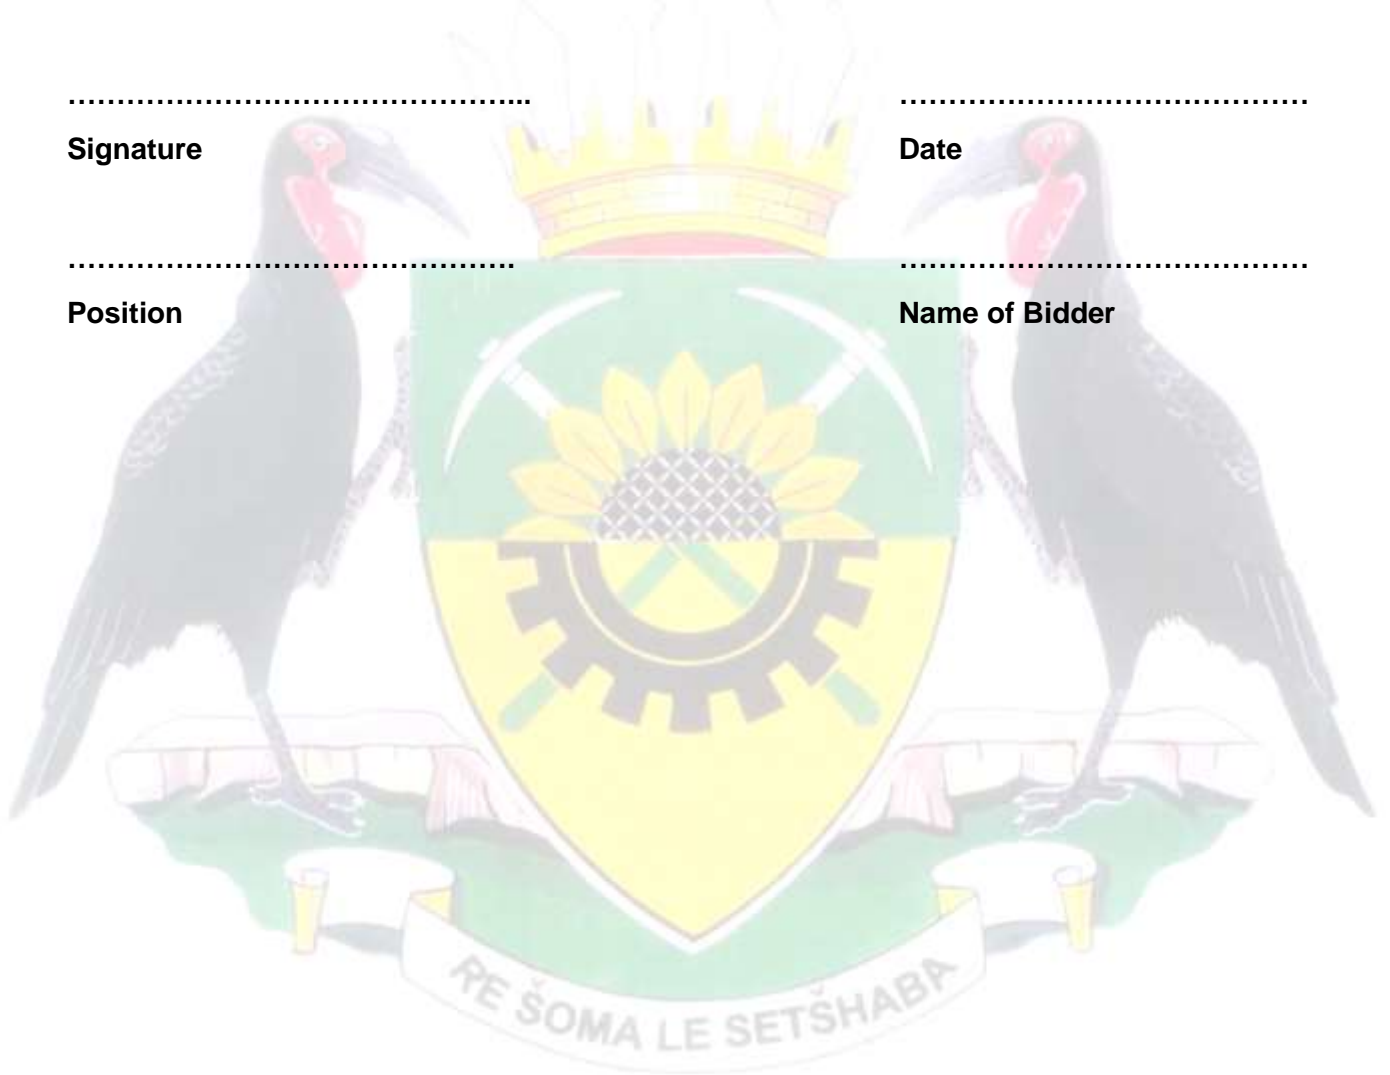 …………………………………………... ……………………………………
Signature Date
………………………………………. ……………………………………
Position Name of Bidder
RE ŠOMA LE SETŠHABA